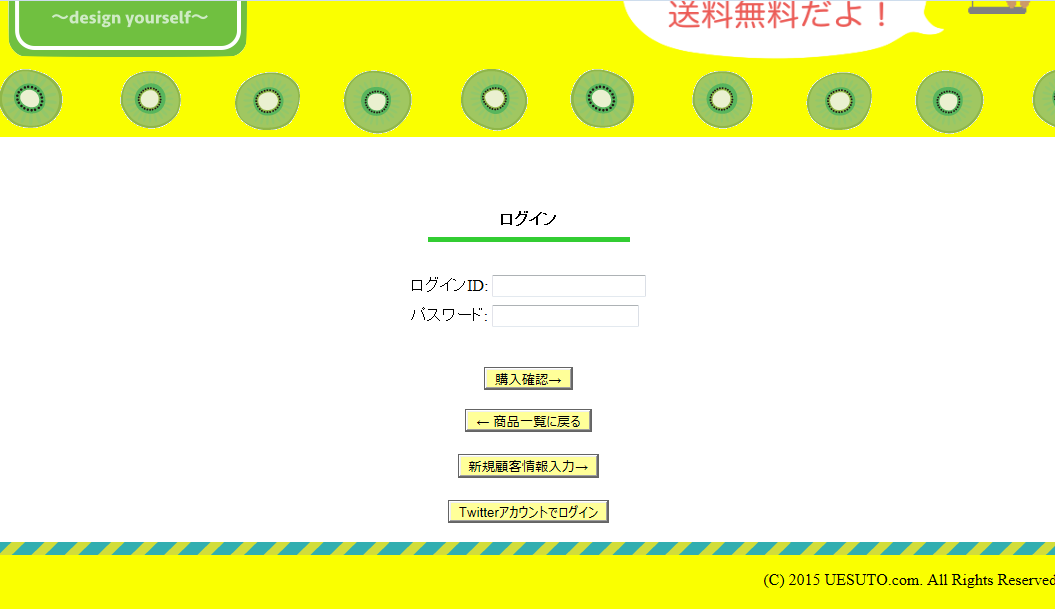 ～design yourself～
送料無料だよ！
ログイン
ログインID:
パスワード:
購入確認→
← 商品一覧に戻る
新規顧客情報入力→
Twitterアカウントでログイン
(C) 2015 UESUTO.com. All Rights Reserved